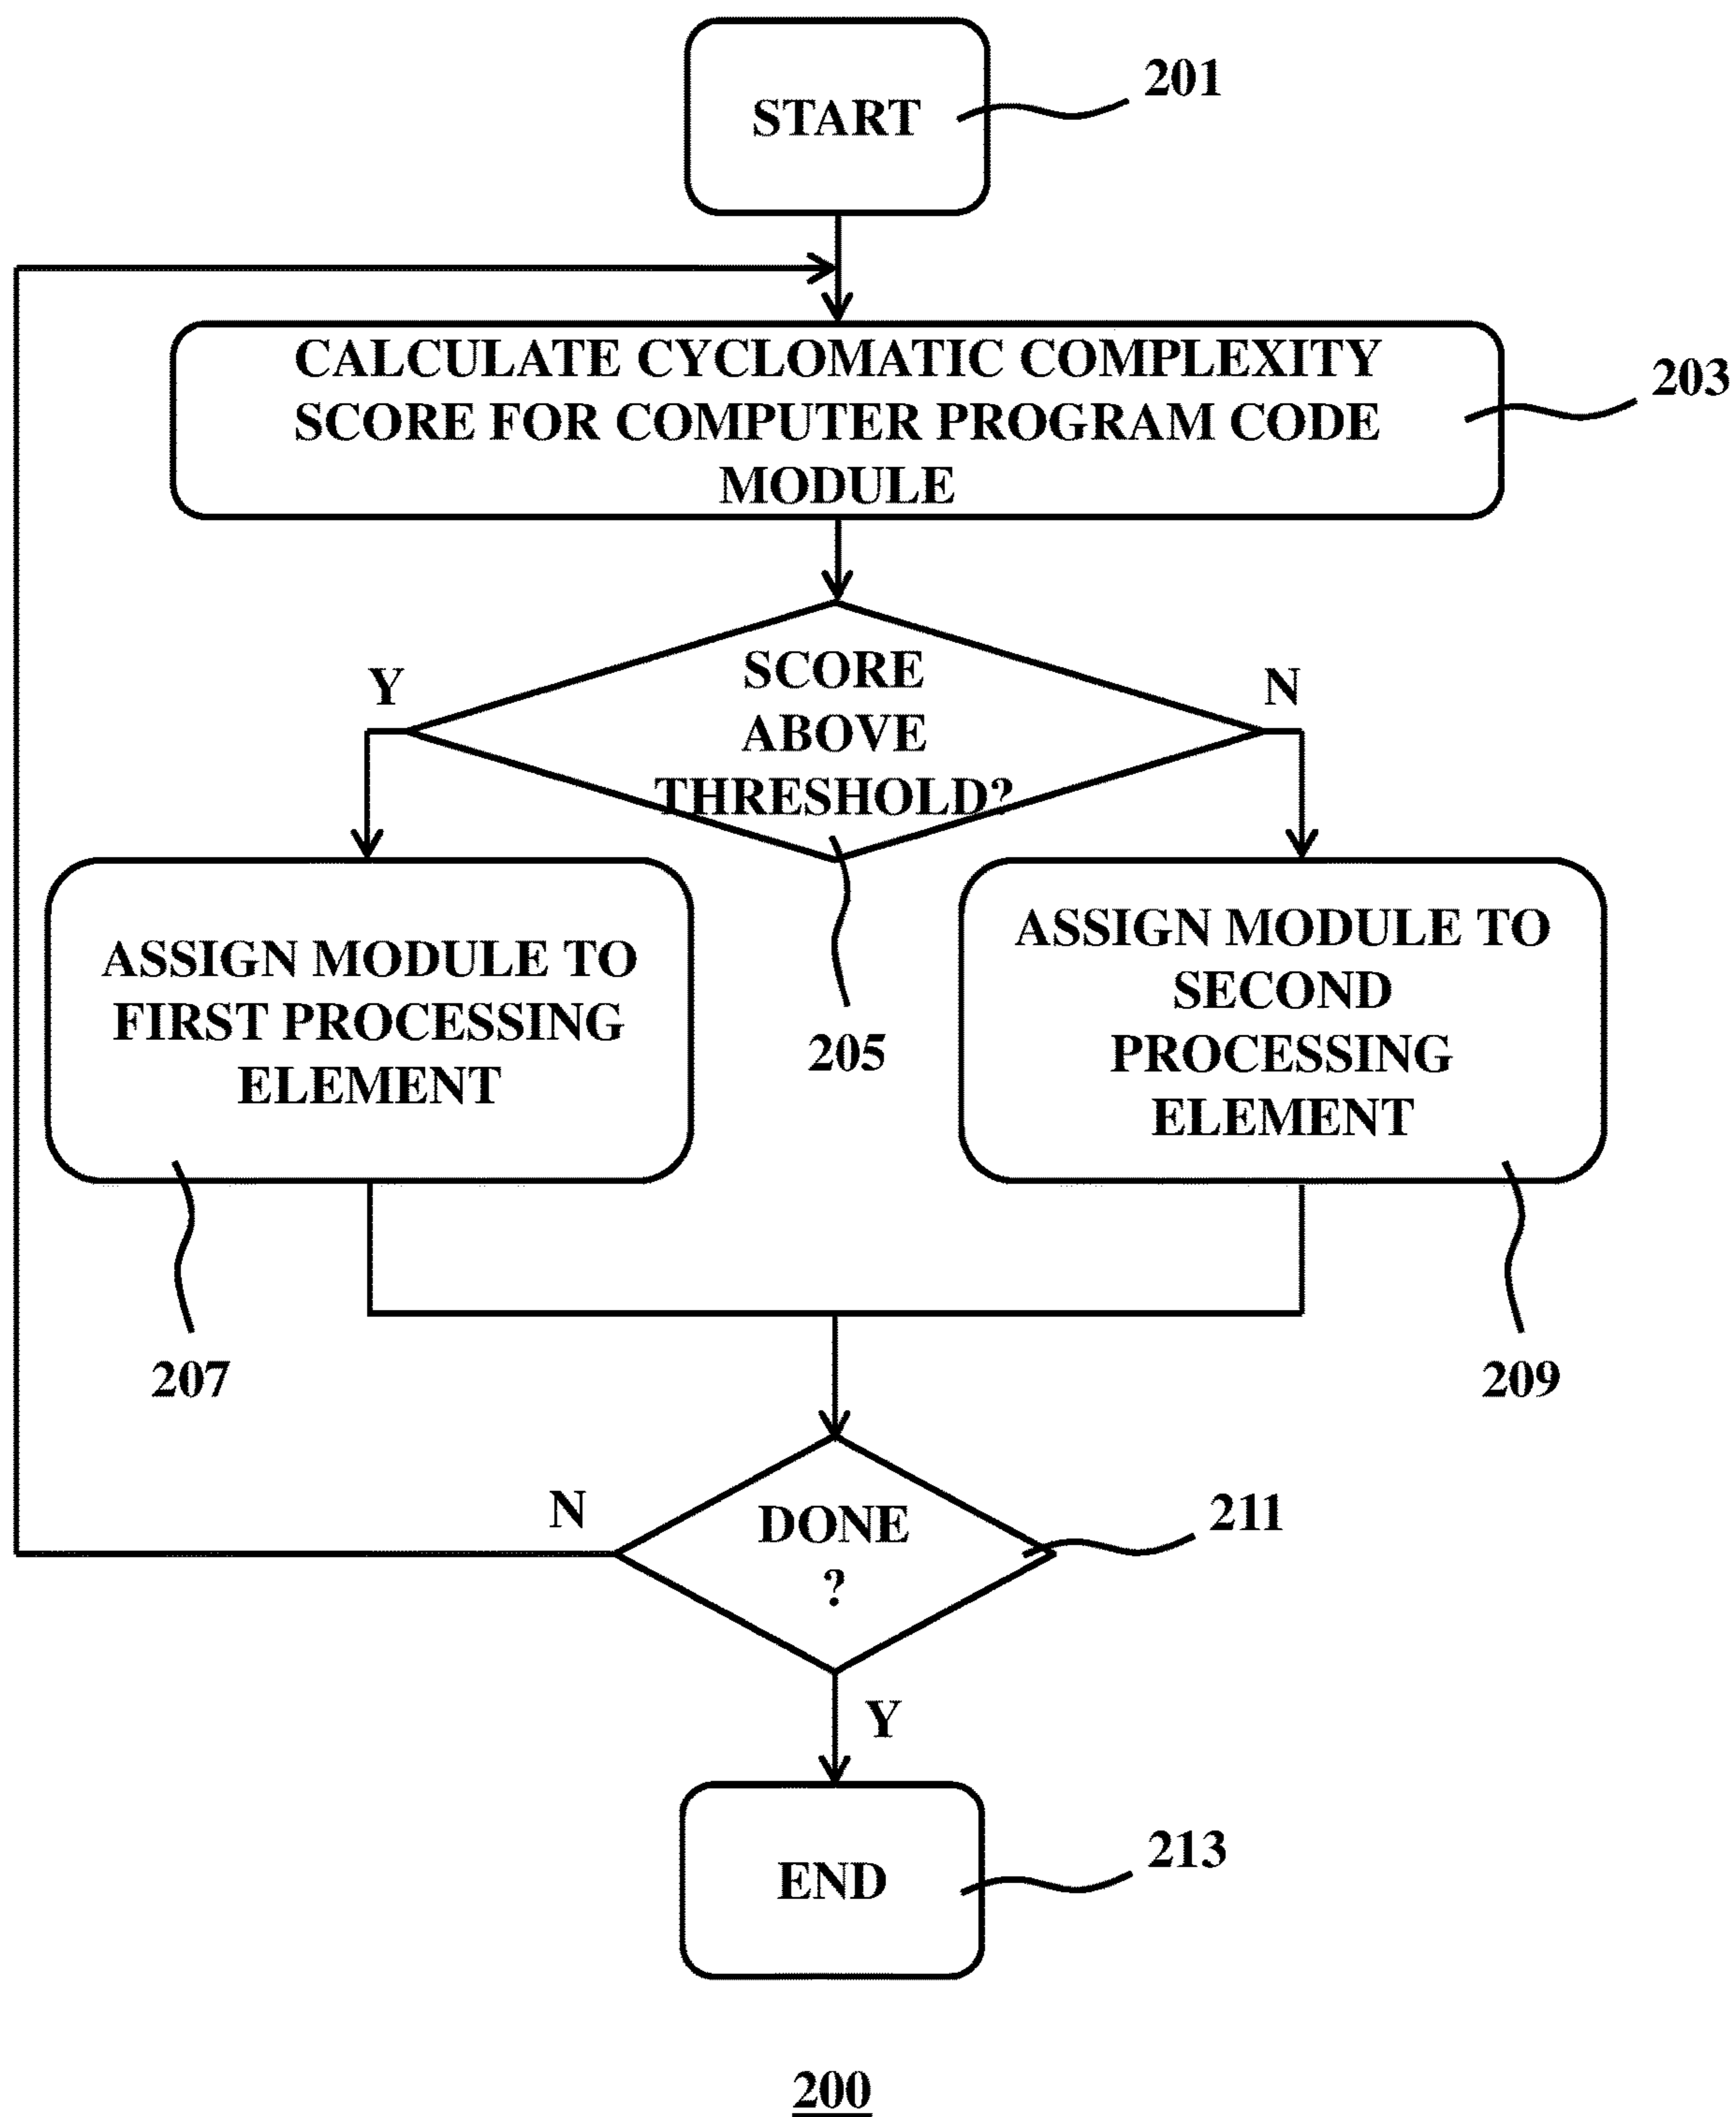 START
201
CALCULATE CYCLOMATIC COMPLEXITY
SCORE FOR COMPUTER PROGRAM CODE
MODULE
203
Y
SCORE
ABOVE
THRESHOLD?
N
205
ASSIGN MODULE TO
FIRST PROCESSING
ELEMENT
207
ASSIGN MODULE TO
SECOND
PROCESSING
ELEMENT
209
N
DONE
?
211
Y
END
213
200